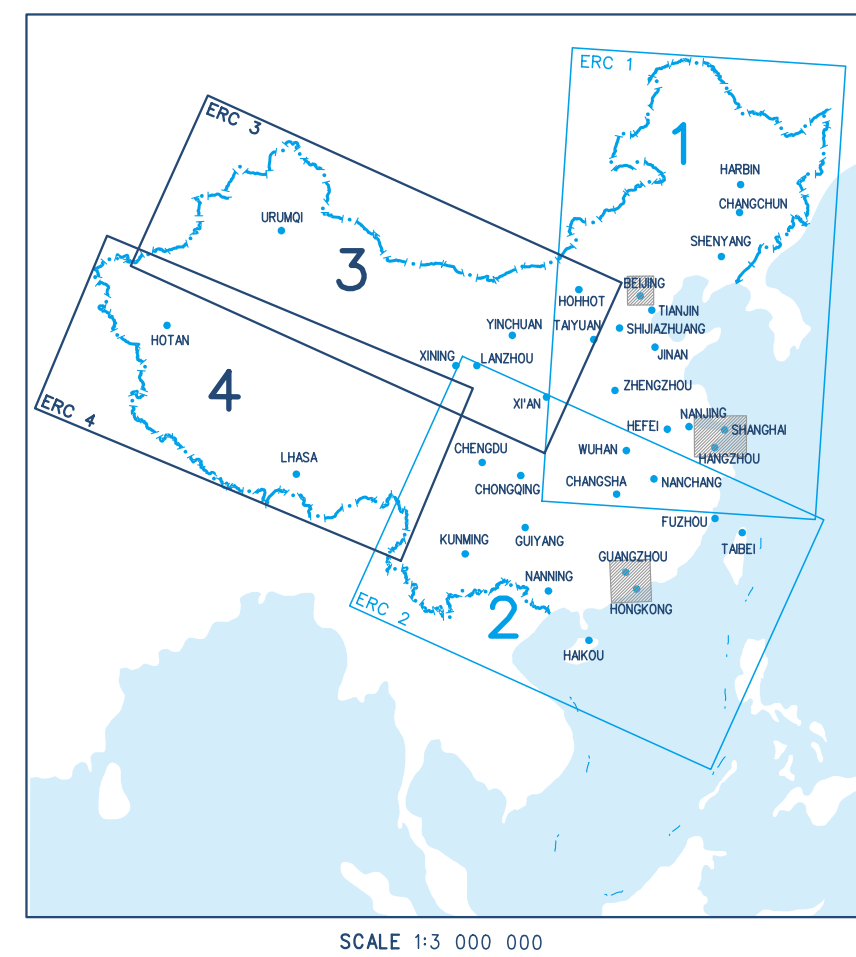 ERC 1
ERC 3
1
HARBIN
CHANGCHUN
URUMQI
SHENYANG
3
BEIJING
HOHHOT
TIANJIN
YINCHUAN
TAIYUAN
SHIJIAZHUANG
HOTAN
XINING
LANZHOU
JINAN
4
ZHENGZHOU
XI'AN
ERC 4
NANJING
HEFEI
SHANGHAI
CHENGDU
WUHAN
HANGZHOU
LHASA
CHONGQING
CHANGSHA
NANCHANG
FUZHOU
KUNMING
GUIYANG
TAIBEI
GUANGZHOU
NANNING
ERC 2
2
HONGKONG
HAIKOU
SCALE 1:3 000 000